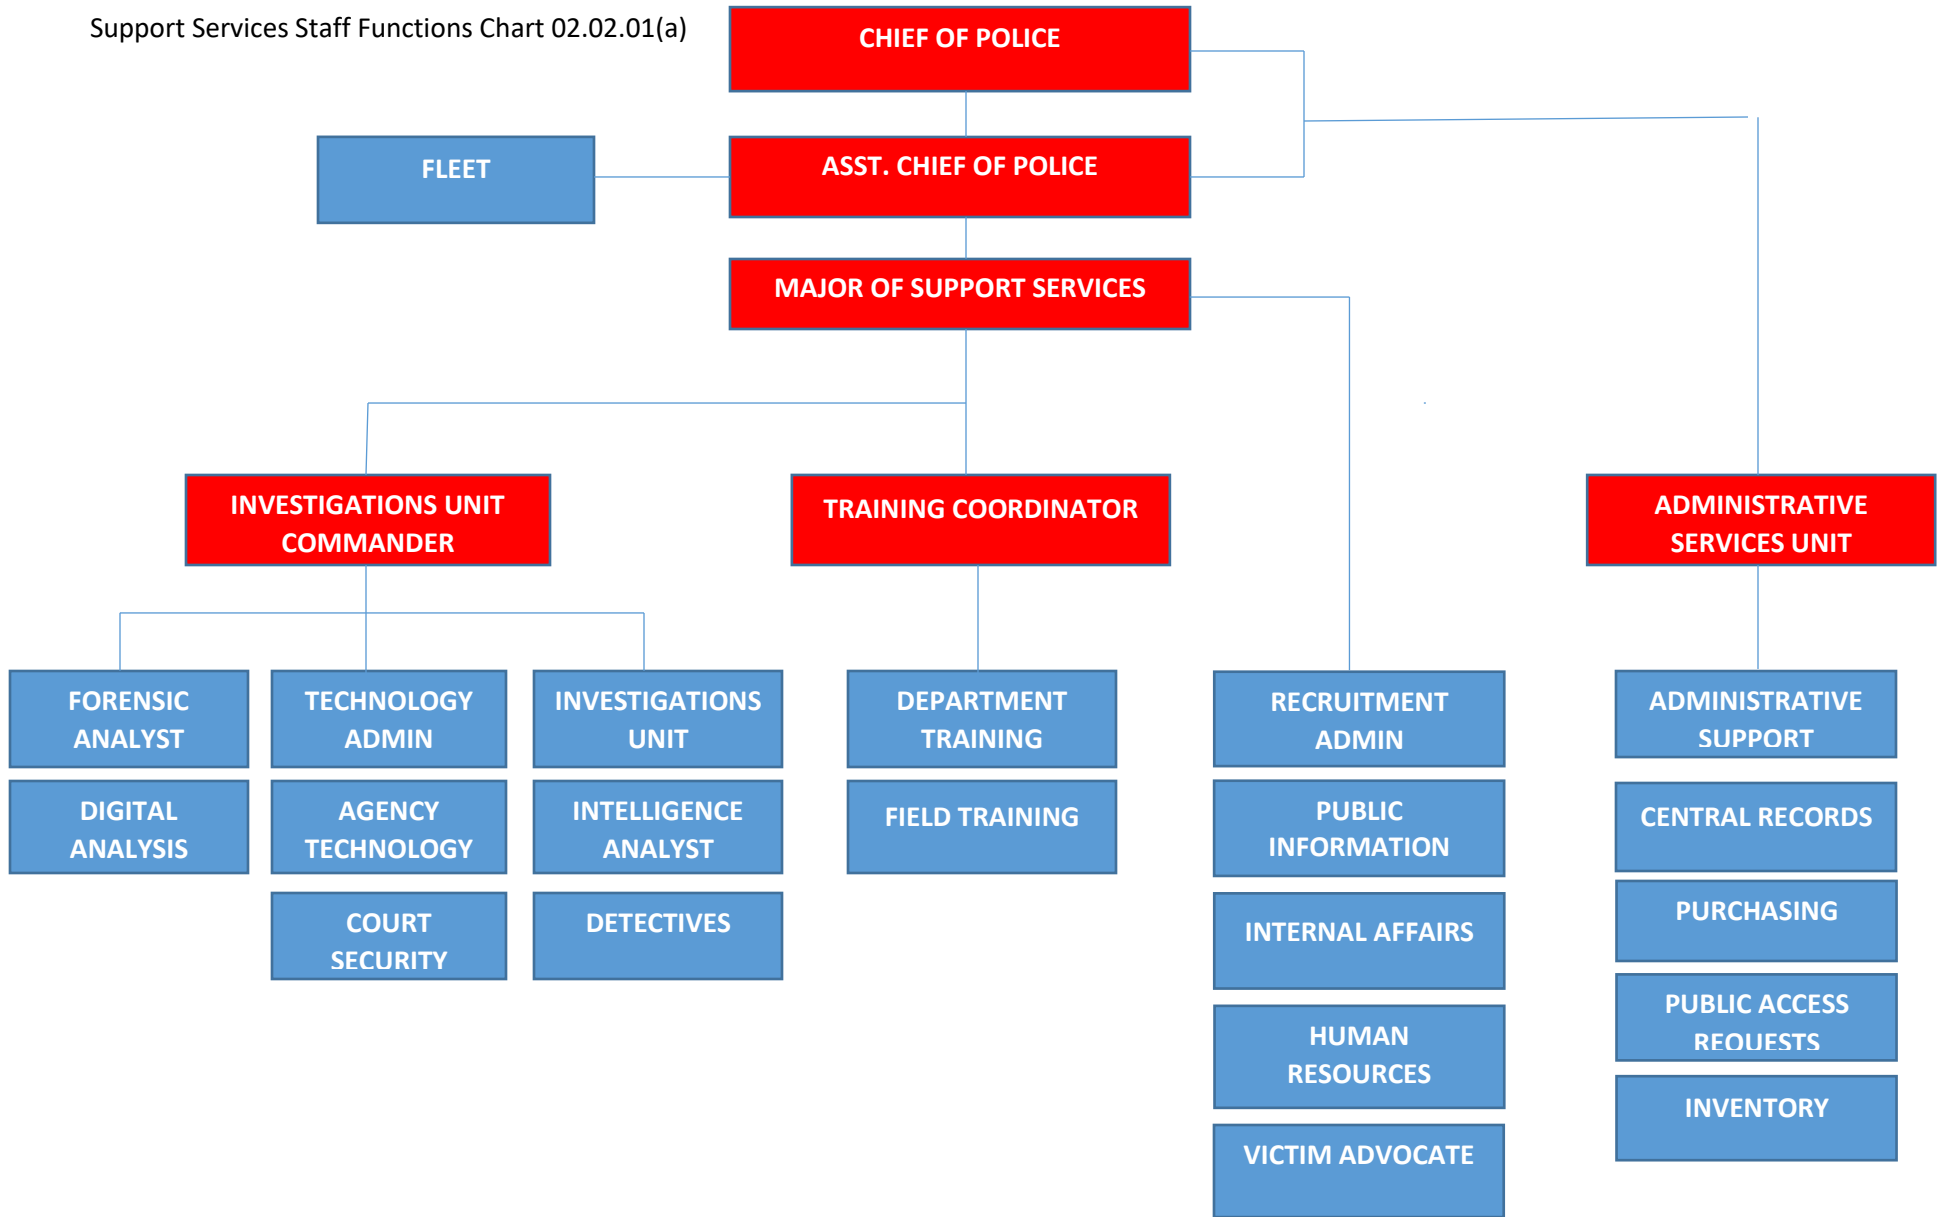 Support Services Staff Functions Chart 02.02.01(a)
CHIEF OF POLICE
FLEET
ASST. CHIEF OF POLICE
MAJOR OF SUPPORT SERVICES
INVESTIGATIONS UNIT
COMMANDER
TRAINING COORDINATOR
ADMINISTRATIVE
SERVICES UNIT
FORENSIC
ANALYST
DIGITAL
ANALYSIS
TECHNOLOGY
ADMIN
AGENCY
TECHNOLOGY
COURT
SECURITY
INVESTIGATIONS
UNIT
INTELLIGENCE
ANALYST
DETECTIVES
DEPARTMENT
TRAINING
FIELD TRAINING
RECRUITMENT
ADMIN
PUBLIC
INFORMATION
INTERNAL AFFAIRS
HUMAN
RESOURCES
VICTIM ADVOCATE
ADMINISTRATIVE
SUPPORT
CENTRAL RECORDS
PURCHASING
PUBLIC ACCESS
REQUESTS
INVENTORY